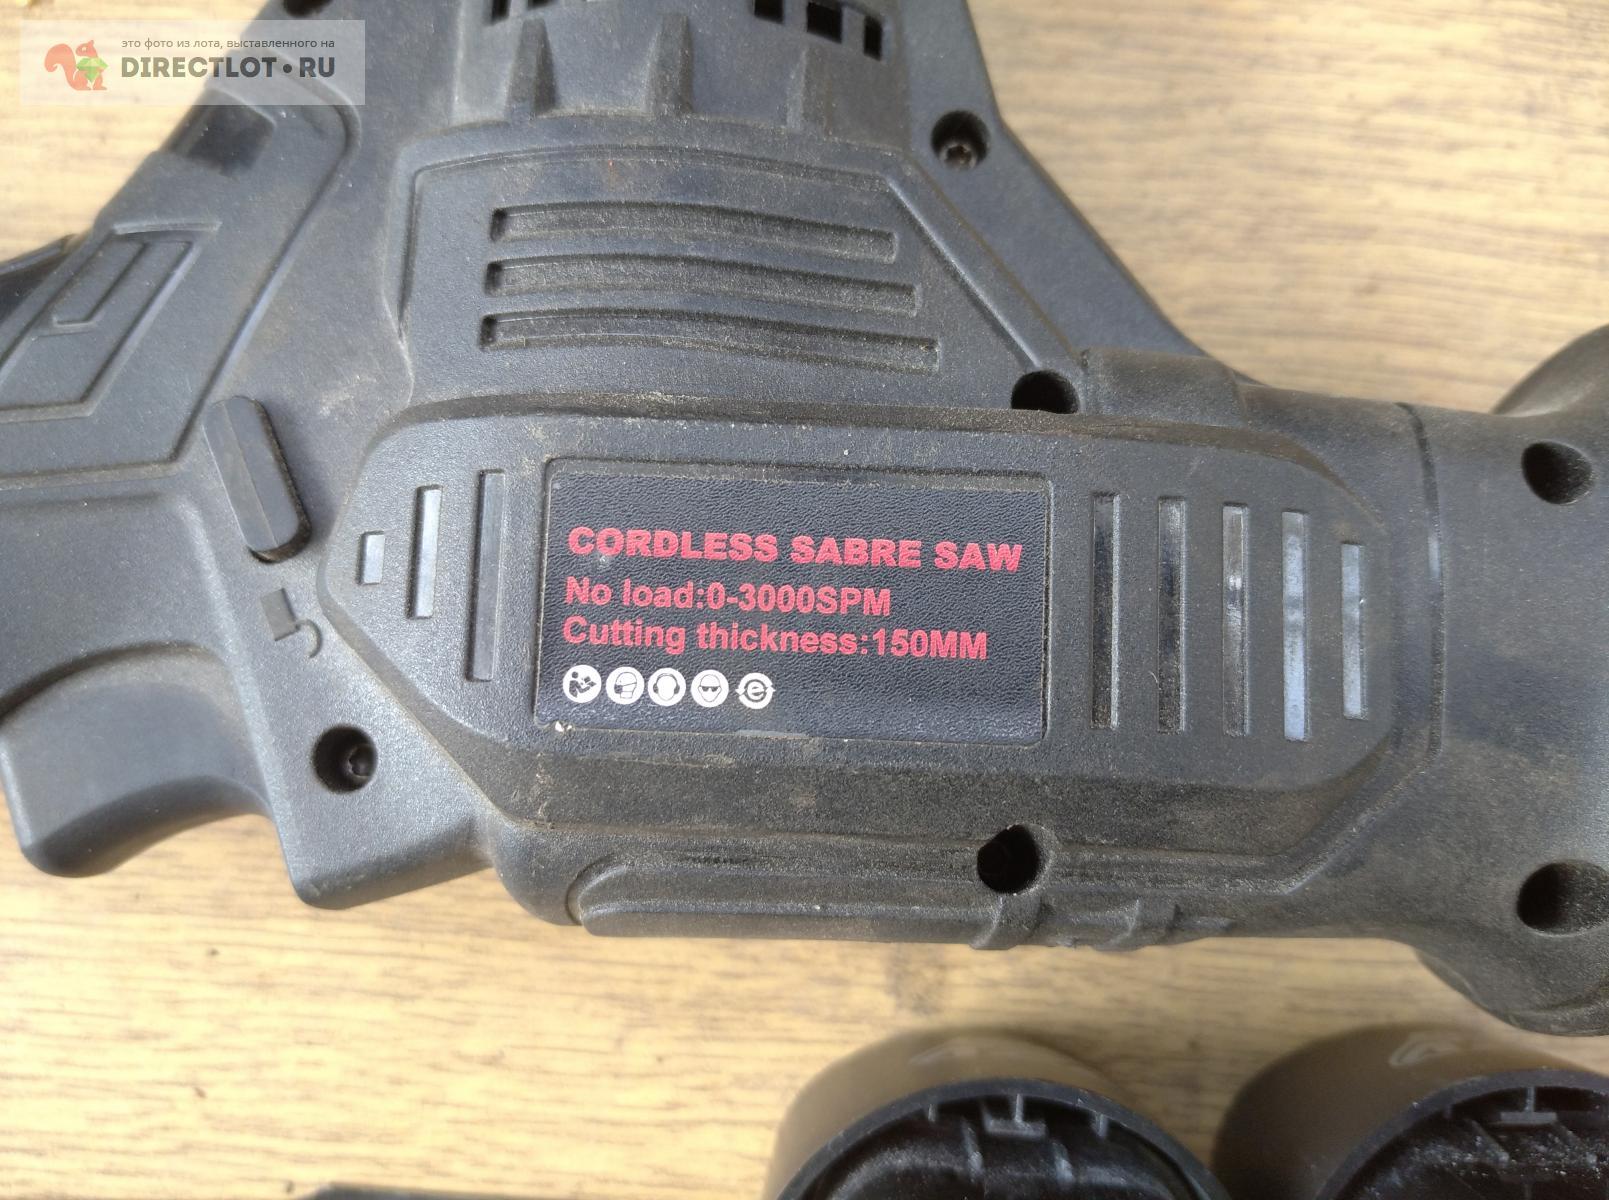 это фото из лота, выставленного на
DIRECTLOT•RU
CORDLESS SABRE SAW
No load:0-3000SPM
Cutting thickness:150MM